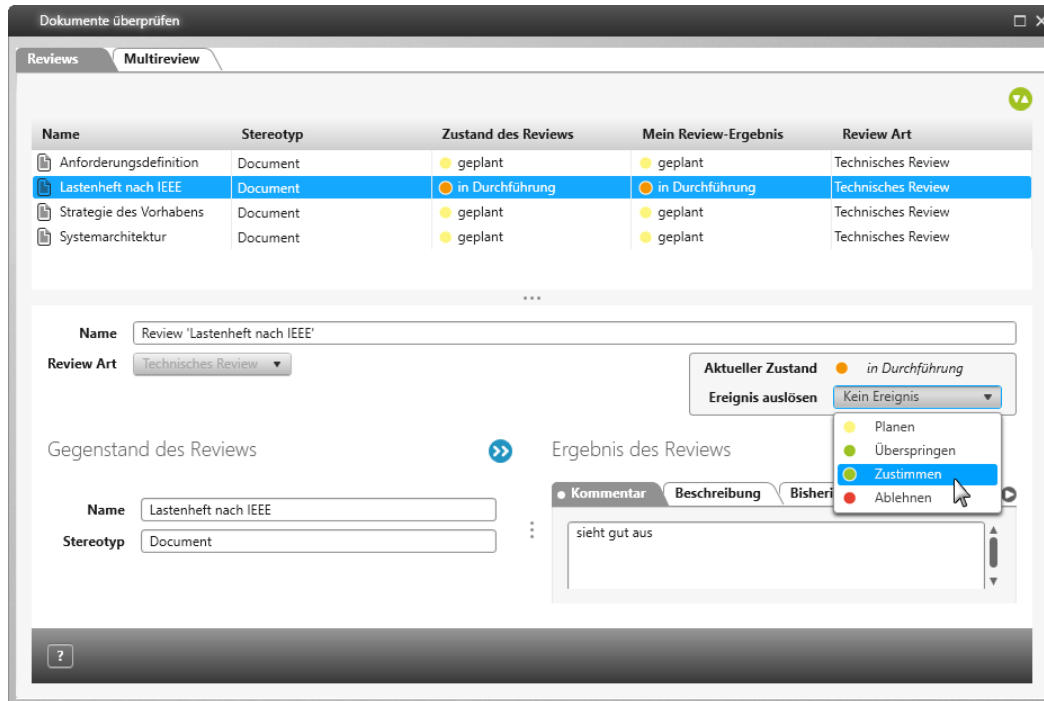 Dokumente überprüfen
Reviews Multireview
Name Stereotyp Zustand des Reviews Mein Review-Ergebnis Review Art
Anforderungsdefinition Document geplant geplant Technisches Review
Lastenheft nach IEEE Document in Durchführung in Durchführung Technisches Review
Strategie des Vorhabens Document geplant geplant Technisches Review
Systemarchitektur Document geplant geplant Technisches Review
Name Review 'Lastenheft nach IEEE'
Review Art Technisches Review
Aktueller Zustand in Durchführung
Ereignis auslösen Kein Ereignis
Planen
Überspringen
Zustimmen
Ablehnen
Gegenstand des Reviews
Name Lastenheft nach IEEE
Stereotyp Document
Ergebnis des Reviews
Kommentar Beschreibung Bisheri
sieht gut aus
?